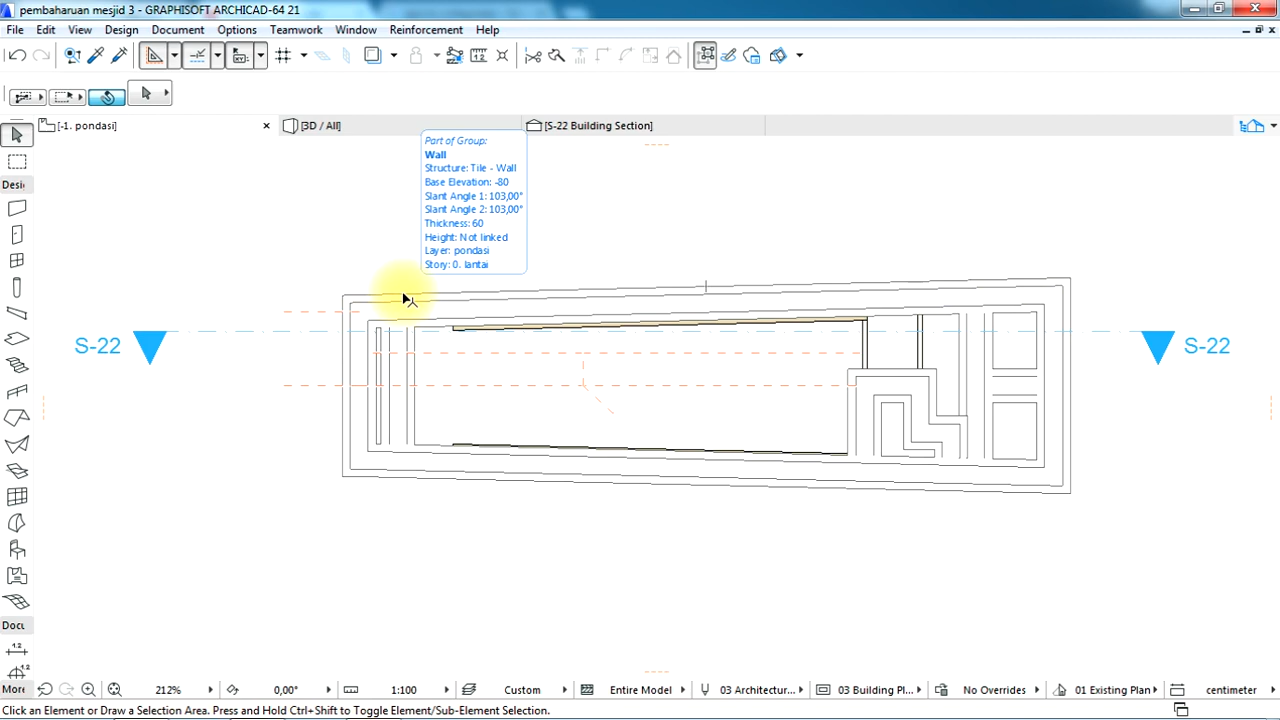 pembaharuan mesjid 3 - GRAPHISOFT ARCHICAD-64 21
File Edit View Design Document Options Teamwork Window Reinforcement Help
[-1. pondasi]
[3D / All]
[S-22 Building Section]
Part of Group:
Wall
Structure: Tile - Wall
Base Elevation: -80
Slant Angle 1: 103,00°
Slant Angle 2: 103,00°
Thickness: 60
Height: Not linked
Layer: pondasi
Story: 0. lantai
Desi
S-22
S-22
Docu
1.2
1.2
More
212%
0,00°
1:100
Custom
Entire Model
03 Architectur...
03 Building Pl...
No Overrides
01 Existing Plan
centimeter
Click an Element or Draw a Selection Area. Press and Hold Ctrl+Shift to Toggle Element/Sub-Element Selection.